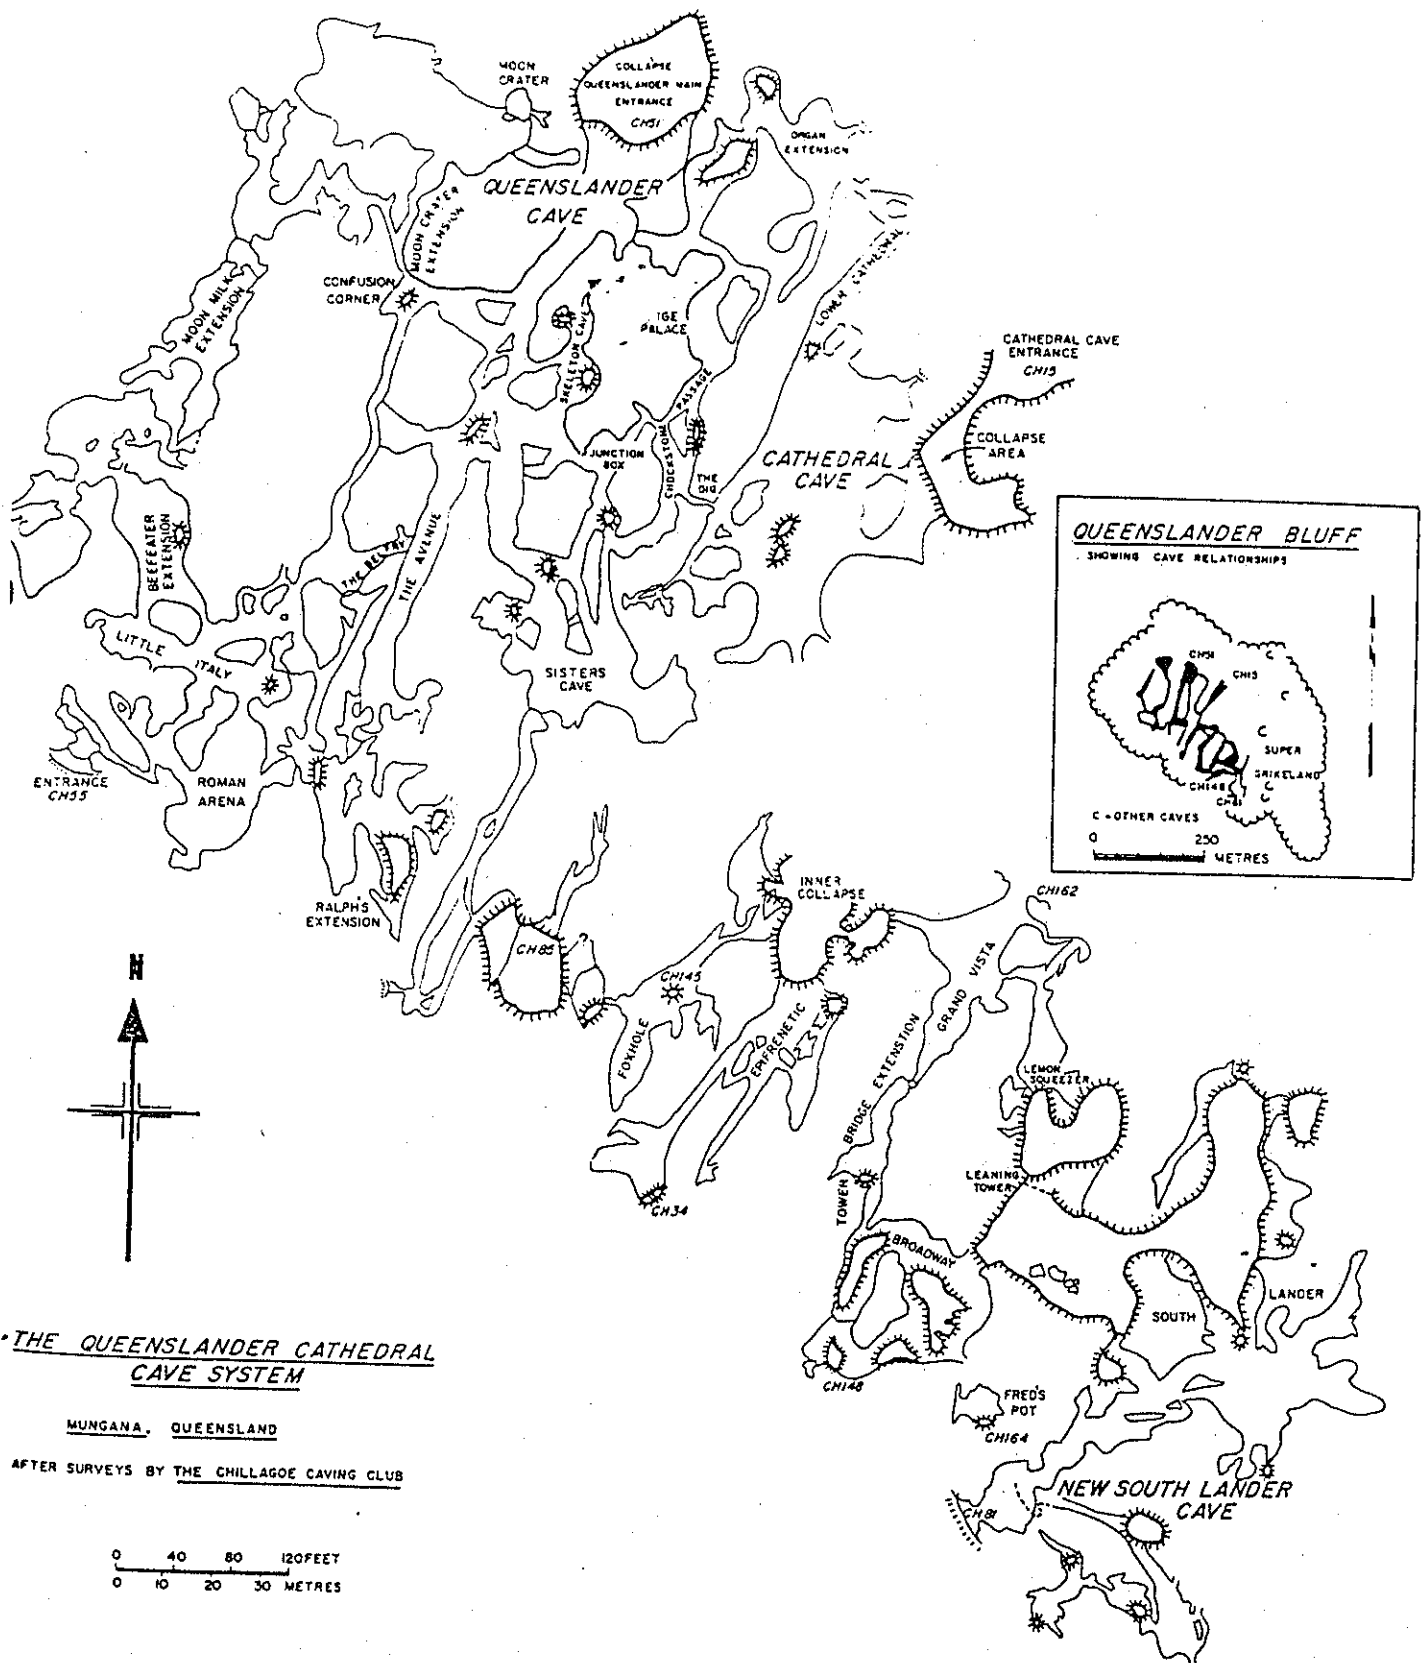 MOON
CRATER
COLLAPSE
QUEENSLANDER MAIN
ENTRANCE
CH51
ORGAN
EXTENSION
QUEENSLANDER
CAVE
MOON CRATER
EXTENSION
CONFUSION
CORNER
MOON MILK
EXTENSION
SKELETON CAVE
PALACE
LOWER CATHEDRAL
CATHEDRAL CAVE
ENTRANCE
CH15
COLLAPSE
AREA
PASSAGE
CHOCKSTONE
JUNCTION
BOX
THE DIG
CATHEDRAL
CAVE
BEEFEATER
EXTENSION
THE BELFRY
THE AVANUE
LITTLE ITALY
SISTERS
CAVE
ENTRANCE
CH55
ROMAN
ARENA
RALPH'S
EXTENSION
CH85
QUEENSLANDER BLUFF
SHOWING CAVE RELATIONSHIPS
CH51
C
CH15
C
C
SUPER
GRIKELAND
CH148
C
CH81
C
C = OTHER CAVES
0 250
METRES
INNER
COLLAPSE
CH162
CH145
FOXHOLE
EPIFRENETIC
GRAND VISTA
TOWER BRIDGE EXTENSTION
LEMON
SQUEEZER
LEANING
TOWER
CH34
BROADWAY
SOUTH LANDER
CH148
FRED'S
POT
CH164
NEW SOUTH LANDER
CAVE
CH81
N
THE QUEENSLANDER CATHEDRAL
CAVE SYSTEM
MUNGANA. QUEENSLAND
AFTER SURVEYS BY THE CHILLAGOE CAVING CLUB
0 40 80 120 FEET
0 10 20 30 METRES